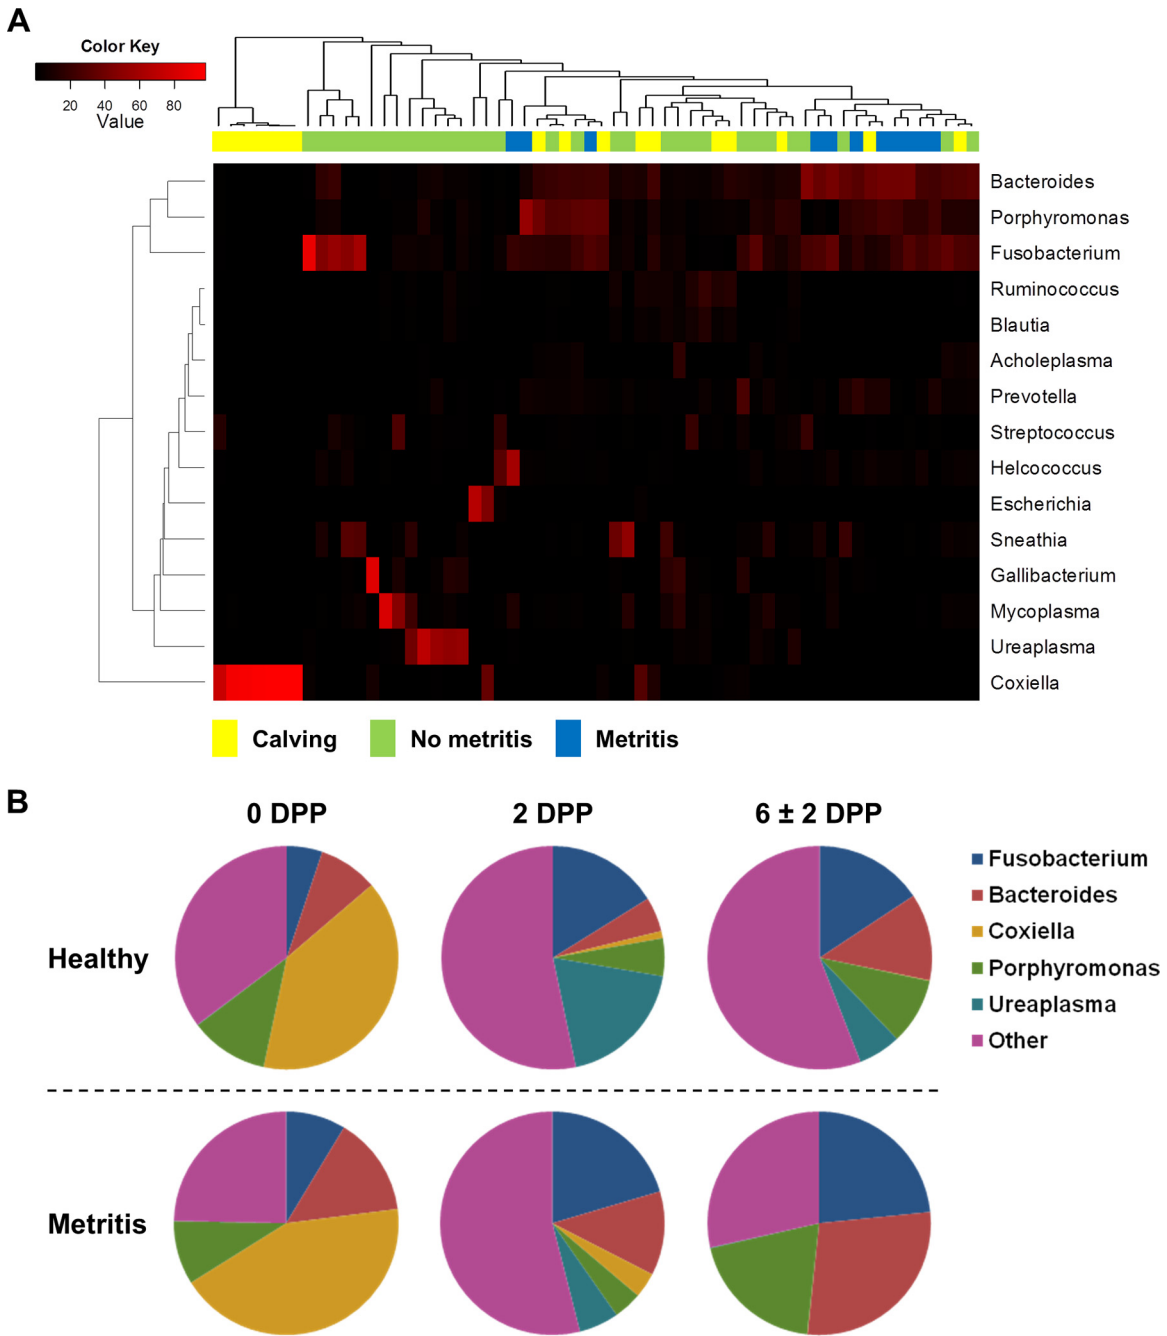 A
Color Key
20 40 60 80
Value
Bacteroides
Porphyromonas
Fusobacterium
Ruminococcus
Blautia
Acholeplasma
Prevotella
Streptococcus
Helcococcus
Escherichia
Sneathia
Gallibacterium
Mycoplasma
Ureaplasma
Coxiella
Calving No metritis Metritis
B
0 DPP 2 DPP 6 ± 2 DPP
Healthy
Fusobacterium
Bacteroides
Coxiella
Porphyromonas
Ureaplasma
Other
Metritis